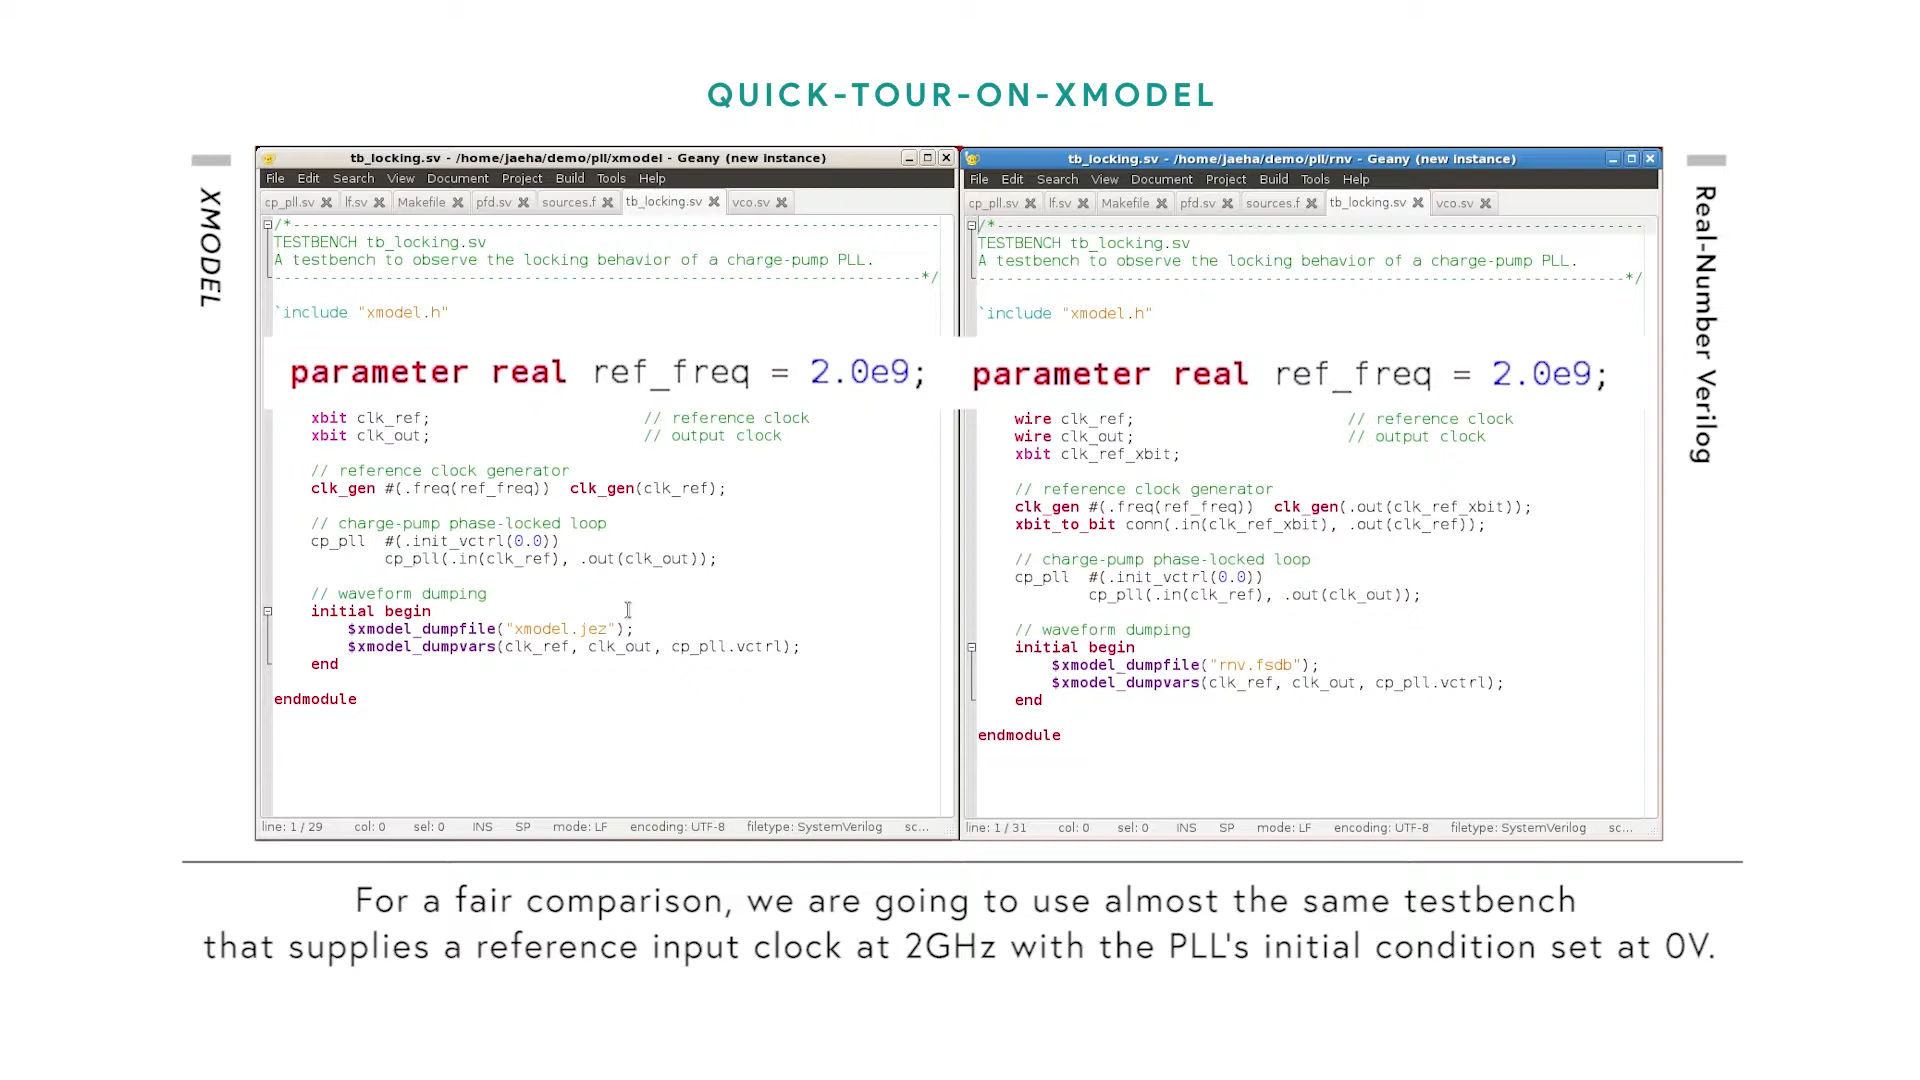 QUICK-TOUR-ON-XMODEL
XMODEL
tb_locking.sv - /home/jaeha/demo/pll/xmodel - Geany (new instance)
File Edit Search View Document Project Build Tools Help
cp_pll.sv lf.sv Makefile pfd.sv sources.f tb_locking.sv vco.sv
/*----------------------------------------------------------------------
TESTBENCH tb_locking.sv
A testbench to observe the locking behavior of a charge-pump PLL.
----------------------------------------------------------------------*/
`include "xmodel.h"
parameter real ref_freq = 2.0e9;
xbit clk_ref; // reference clock
xbit clk_out; // output clock
// reference clock generator
clk_gen #(.freq(ref_freq)) clk_gen(clk_ref);
// charge-pump phase-locked loop
cp_pll #(.init_vctrl(0.0))
cp_pll(.in(clk_ref), .out(clk_out));
// waveform dumping
initial begin
$xmodel_dumpfile("xmodel.jez");
$xmodel_dumpvars(clk_ref, clk_out, cp_pll.vctrl);
end
endmodule
line: 1 / 29 col: 0 sel: 0 INS SP mode: LF encoding: UTF-8 filetype: SystemVerilog sc...
tb_locking.sv - /home/jaeha/demo/pll/rnv - Geany (new instance)
File Edit Search View Document Project Build Tools Help
cp_pll.sv lf.sv Makefile pfd.sv sources.f tb_locking.sv vco.sv
/*----------------------------------------------------------------------
TESTBENCH tb_locking.sv
A testbench to observe the locking behavior of a charge-pump PLL.
----------------------------------------------------------------------*/
`include "xmodel.h"
parameter real ref_freq = 2.0e9;
wire clk_ref; // reference clock
wire clk_out; // output clock
xbit clk_ref_xbit;
// reference clock generator
clk_gen #(.freq(ref_freq)) clk_gen(.out(clk_ref_xbit));
xbit_to_bit conn(.in(clk_ref_xbit), .out(clk_ref));
// charge-pump phase-locked loop
cp_pll #(.init_vctrl(0.0))
cp_pll(.in(clk_ref), .out(clk_out));
// waveform dumping
initial begin
$xmodel_dumpfile("rnv.fsdb");
$xmodel_dumpvars(clk_ref, clk_out, cp_pll.vctrl);
end
endmodule
line: 1 / 31 col: 0 sel: 0 INS SP mode: LF encoding: UTF-8 filetype: SystemVerilog sc...
Real-Number Verilog
For a fair comparison, we are going to use almost the same testbench
that supplies a reference input clock at 2GHz with the PLL's initial condition set at 0V.